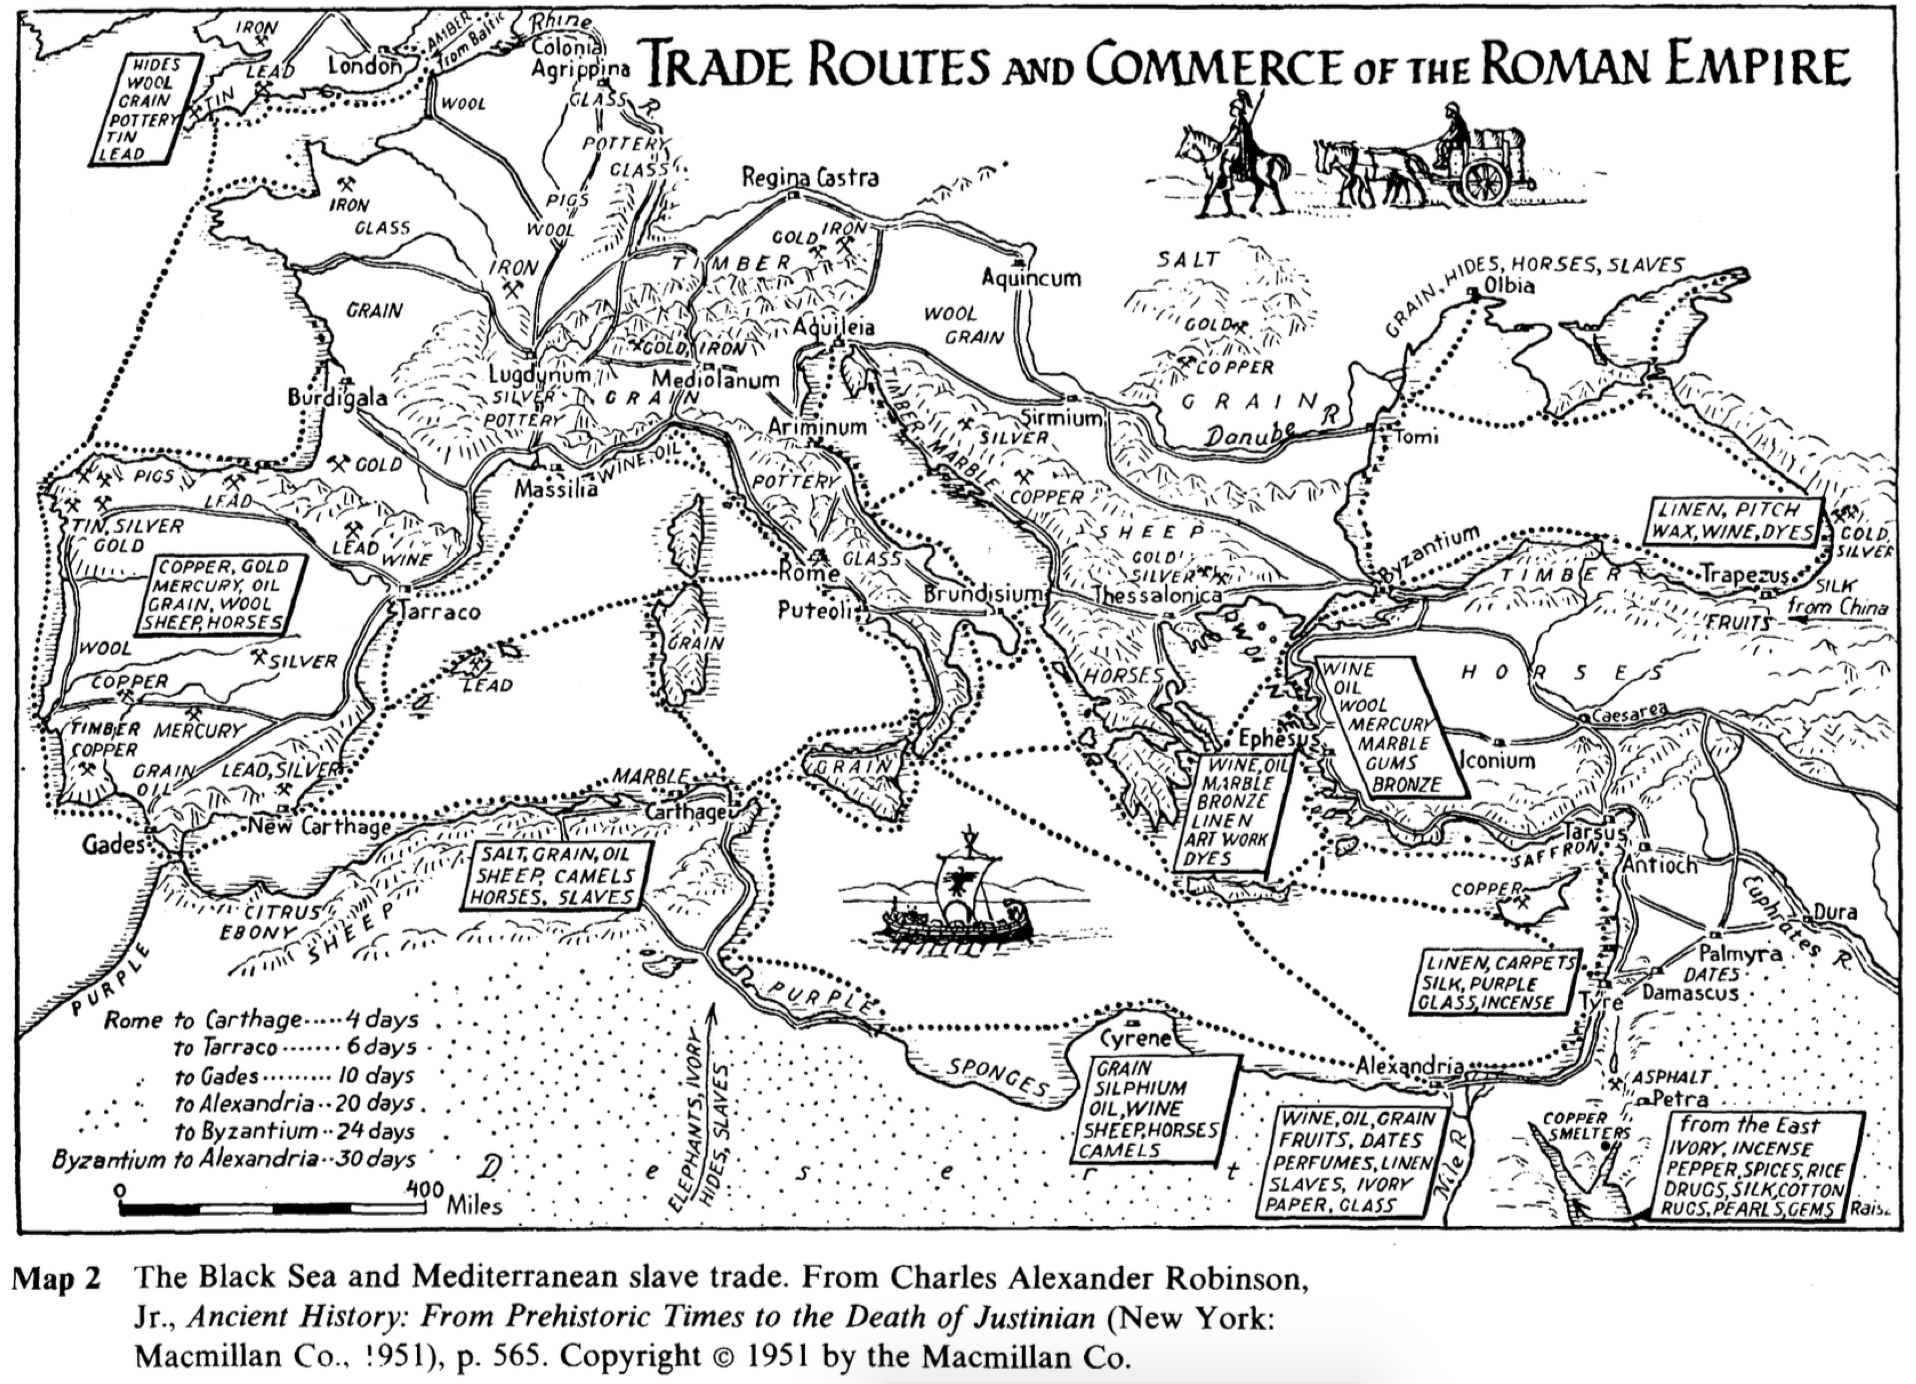 TRADE ROUTES AND COMMERCE OF THE ROMAN EMPIRE
IRON
LEAD
TIN
London
AMBER
from Baltic
Rhine
R
Colonia
Agrippina
HIDES
WOOL
GRAIN
POTTERY
TIN
LEAD
WOOL
GLASS
POTTERY
GLASS
PIGS
WOOL
IRON
GLASS
IRON
GRAIN
Regina Castra
GOLD
IRON
TIMBER
Aquincum
WOOL
GRAIN
SALT
GOLD
COPPER
GRAIN
GRAIN, HIDES, HORSES, SLAVES
Olbia
Aquileia
GOLD, IRON
Lugdunum
SILVER
POTTERY
Mediolanum
GRAIN
Burdigala
Ariminum
TIMBER
MARBLE
SILVER
Sirmium
Danube R
Tomi
GOLD
PIGS
LEAD
Massilia
WINE, OIL
POTTERY
COPPER
TIN, SILVER
GOLD
LEAD
WINE
SHEEP
GOLD
SILVER
Byzantium
LINEN, PITCH
WAX, WINE, DYES
GOLD,
SILVER
COPPER, GOLD
MERCURY, OIL
GRAIN, WOOL
SHEEP, HORSES
Tarraco
Rome
GLASS
Puteoli
Brundisium
Thessalonica
TIMBER
Trapezus
SILK
from China
FRUITS
WOOL
SILVER
COPPER
LEAD
GRAIN
HORSES
WINE
OIL
WOOL
MERCURY
MARBLE
GUMS
BRONZE
HORSES
Caesarea
Iconium
TIMBER
MERCURY
COPPER
GRAIN
OIL
LEAD, SILVER
MARBLE
Carthage
GRAIN
Ephesus
WINE, OIL
MARBLE
BRONZE
LINEN
ART WORK
DYES
Gades
New Carthage
Tarsus
SAFFRON
Antioch
SALT, GRAIN, OIL
SHEEP, CAMELS
HORSES, SLAVES
COPPER
Euphrates R.
Dura
CITRUS
EBONY
SHEEP
PURPLE
Palmyra
DATES
Damascus
LINEN, CARPETS
SILK, PURPLE
GLASS, INCENSE
Tyre
PURPLE
Cyrene
SPONGES
Alexandria
GRAIN
SILPHIUM
OIL, WINE
SHEEP, HORSES
CAMELS
ASPHALT
Petra
COPPER
SMELTERS
WINE, OIL, GRAIN
FRUITS, DATES
PERFUMES, LINEN
SLAVES, IVORY
PAPER, GLASS
Nile R
from the East
IVORY, INCENSE
PEPPER, SPICES, RICE
DRUGS, SILK, COTTON
RUGS, PEARLS, GEMS
Rome to Carthage.....4 days
to Tarraco.......6 days
to Gades.........10 days
to Alexandria..20 days
to Byzantium..24 days
Byzantium to Alexandria..30 days
0 400 Miles
ELEPHANTS, IVORY
HIDES, SLAVES
Desert
Map 2 The Black Sea and Mediterranean slave trade. From Charles Alexander Robinson,
Jr., Ancient History: From Prehistoric Times to the Death of Justinian (New York:
Macmillan Co., !951), p. 565. Copyright © 1951 by the Macmillan Co.